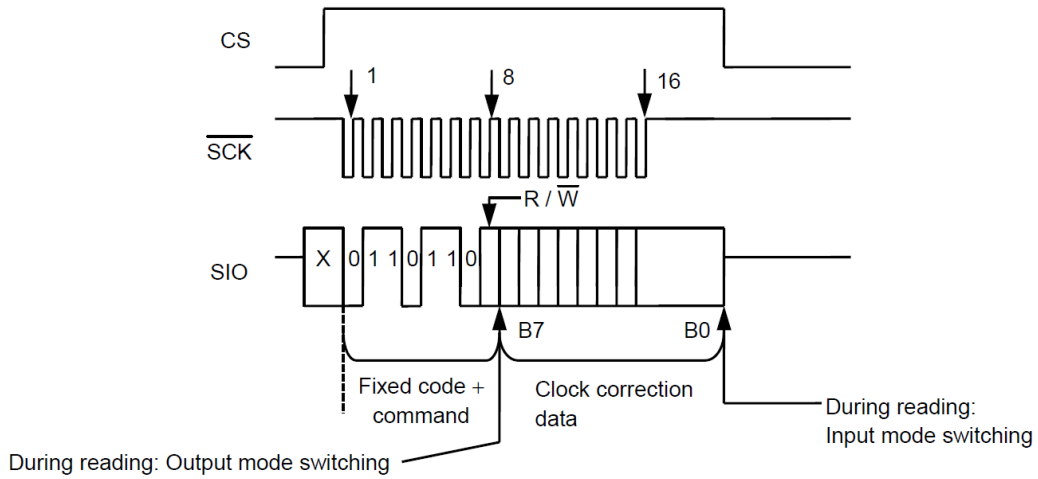 CS
1
8
16
SCK
R / W
SIO
X 0 1 1 0 1 1 0
B7
B0
Fixed code +
command
Clock correction
data
During reading:
Input mode switching
During reading: Output mode switching